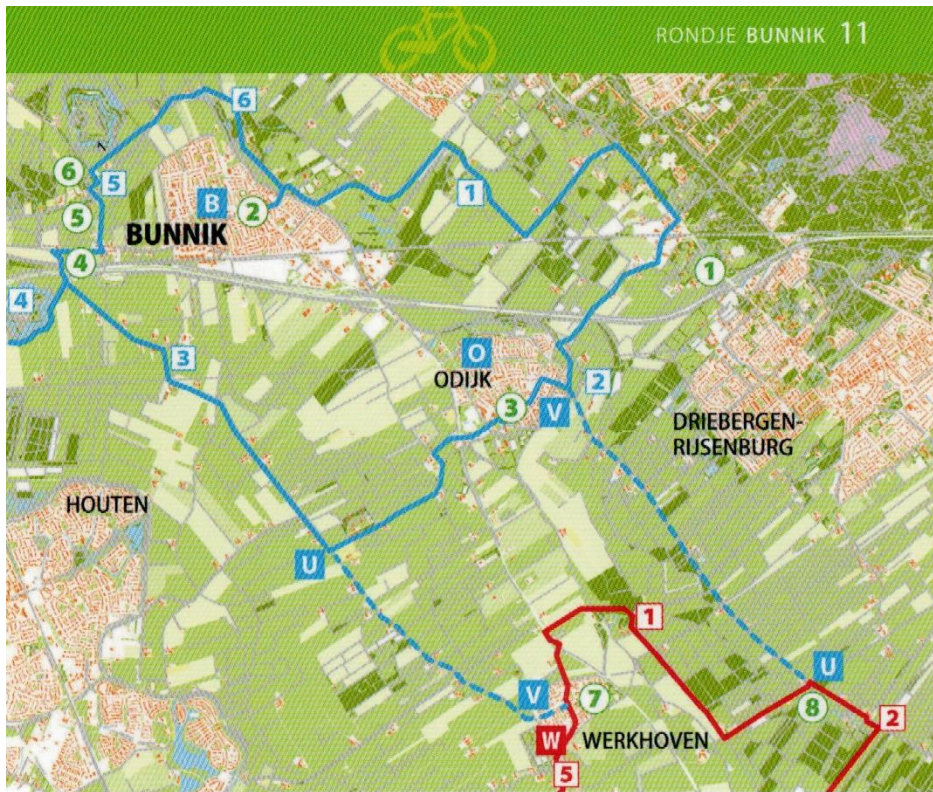 RONDJE BUNNIK 11
6
6
5
1
5
B
2
BUNNIK
4
1
4
3
O
ODIJK
2
3
V
DRIEBERGEN-
RIJSENBURG
HOUTEN
U
1
U
V
7
8
2
W
WERKHOVEN
5